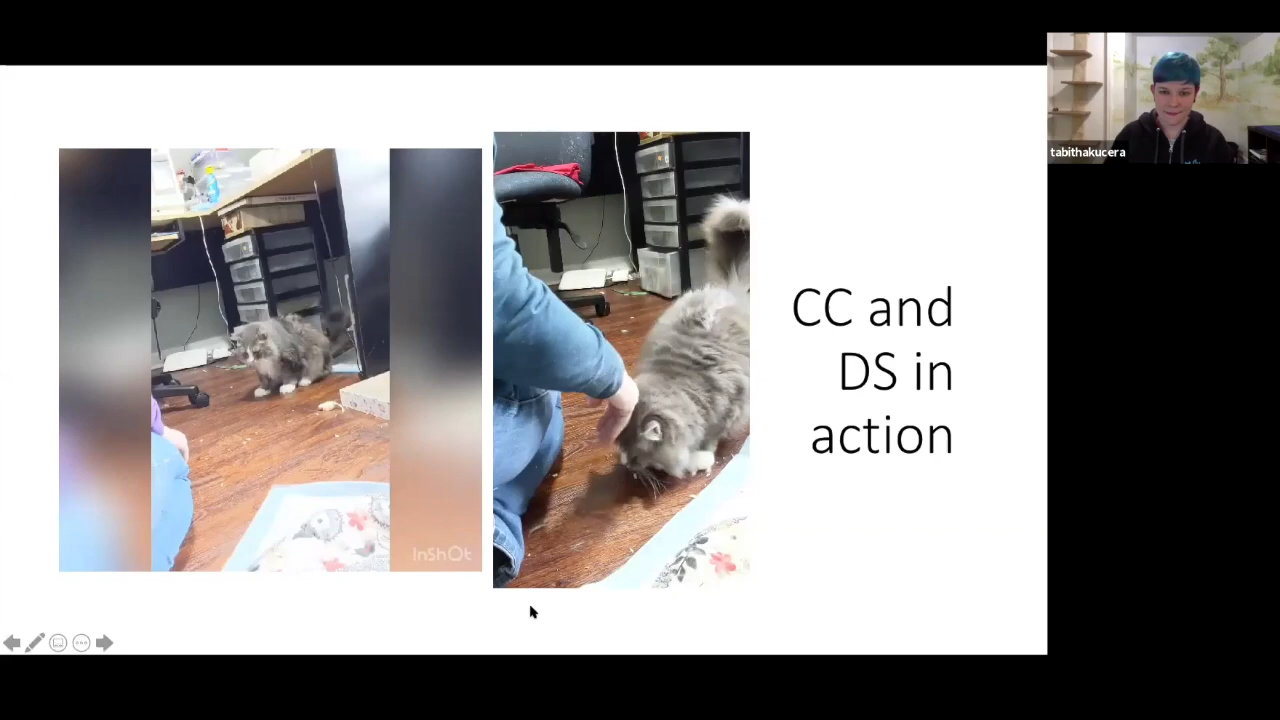 tabithakucera
CC and
DS in
action
InShOt